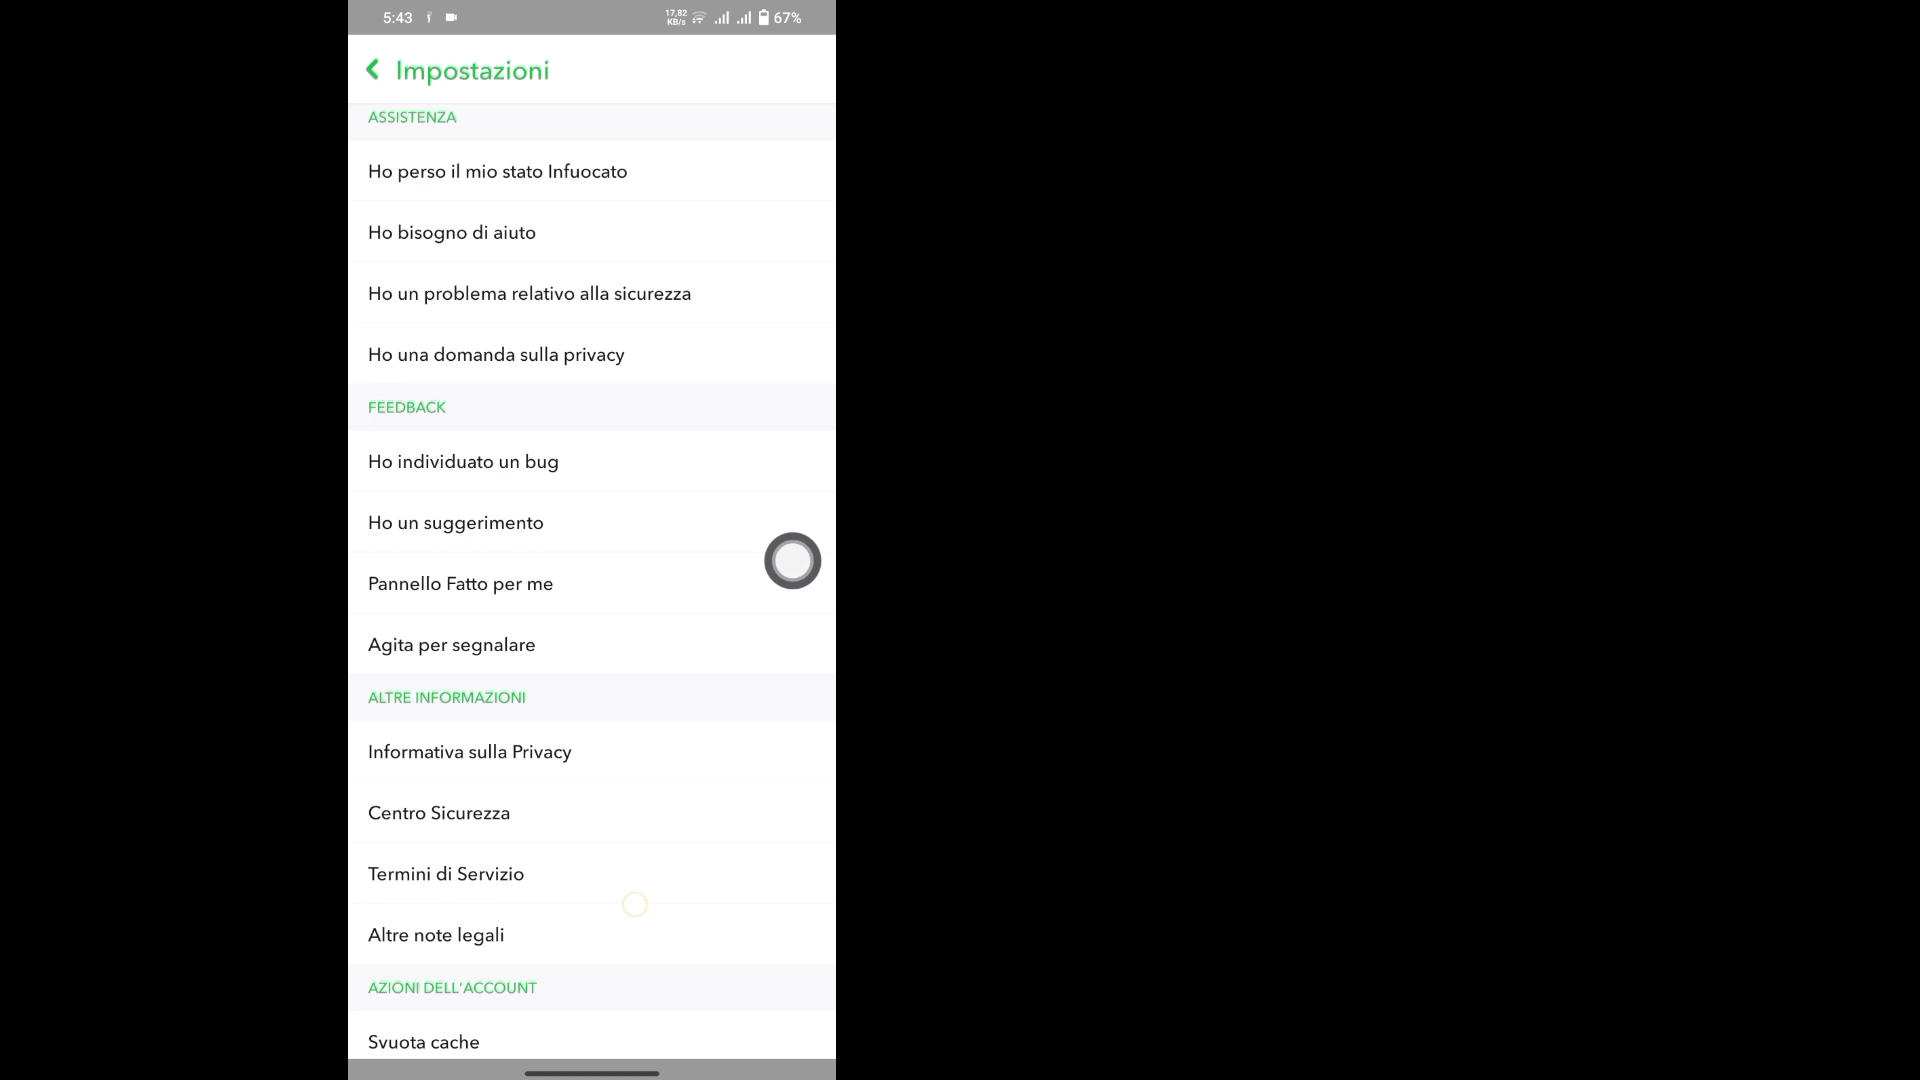 5:43
17,82
KB/s
67%
Impostazioni
ASSISTENZA
Ho perso il mio stato Infuocato
Ho bisogno di aiuto
Ho un problema relativo alla sicurezza
Ho una domanda sulla privacy
FEEDBACK
Ho individuato un bug
Ho un suggerimento
Pannello Fatto per me
Agita per segnalare
ALTRE INFORMAZIONI
Informativa sulla Privacy
Centro Sicurezza
Termini di Servizio
Altre note legali
AZIONI DELL'ACCOUNT
Svuota cache